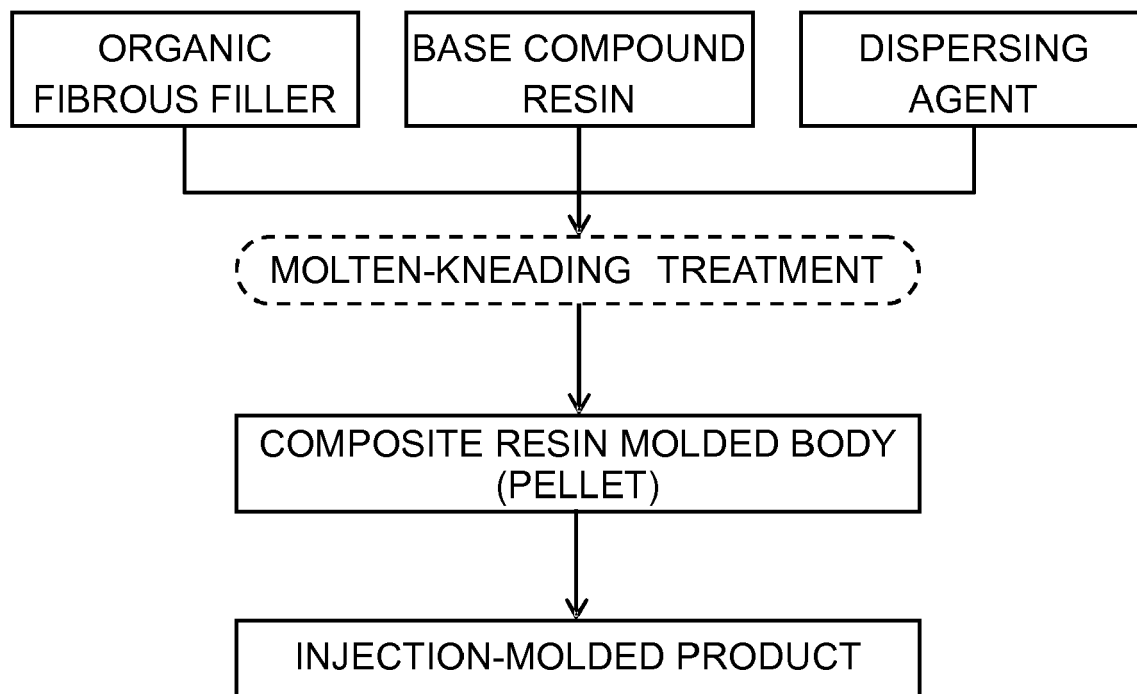 ORGANIC
FIBROUS FILLER
BASE COMPOUND
RESIN
DISPERSING
AGENT
MOLTEN-KNEADING TREATMENT
COMPOSITE RESIN MOLDED BODY
(PELLET)
INJECTION-MOLDED PRODUCT